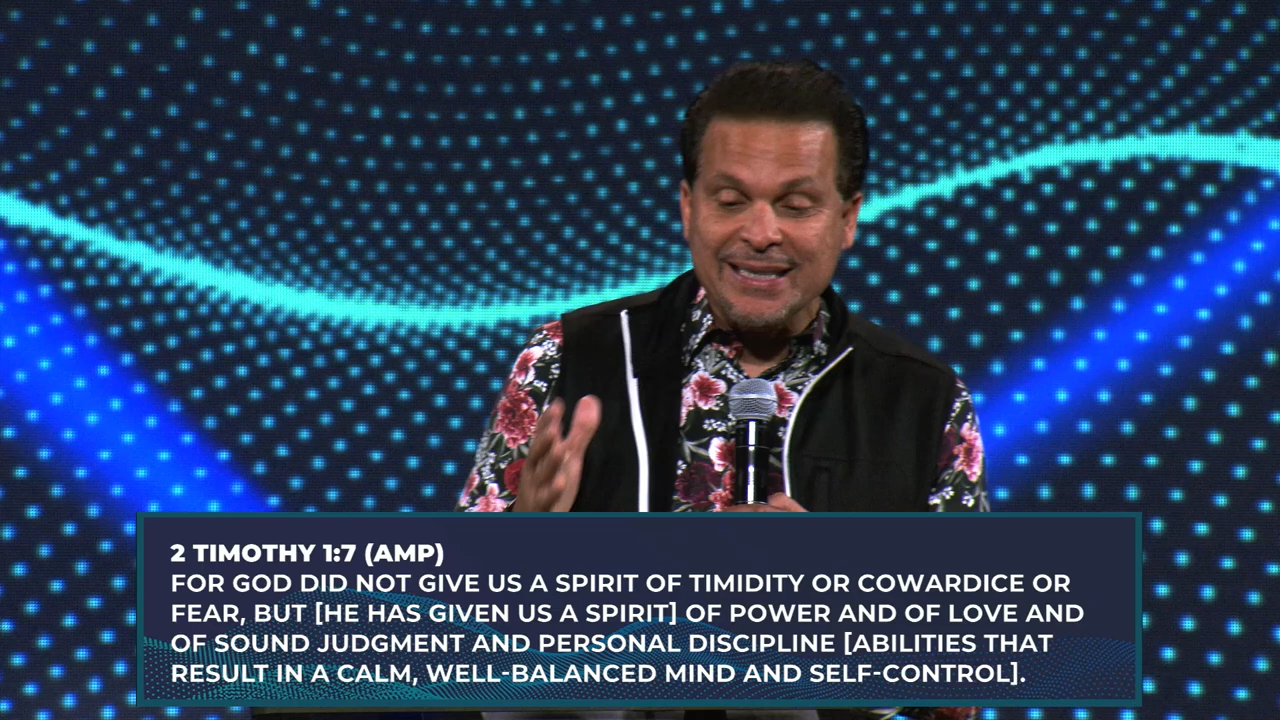 2 TIMOTHY 1:7 (AMP)
FOR GOD DID NOT GIVE US A SPIRIT OF TIMIDITY OR COWARDICE OR
FEAR, BUT [HE HAS GIVEN US A SPIRIT] OF POWER AND OF LOVE AND
OF SOUND JUDGMENT AND PERSONAL DISCIPLINE [ABILITIES THAT
RESULT IN A CALM, WELL-BALANCED MIND AND SELF-CONTROL].